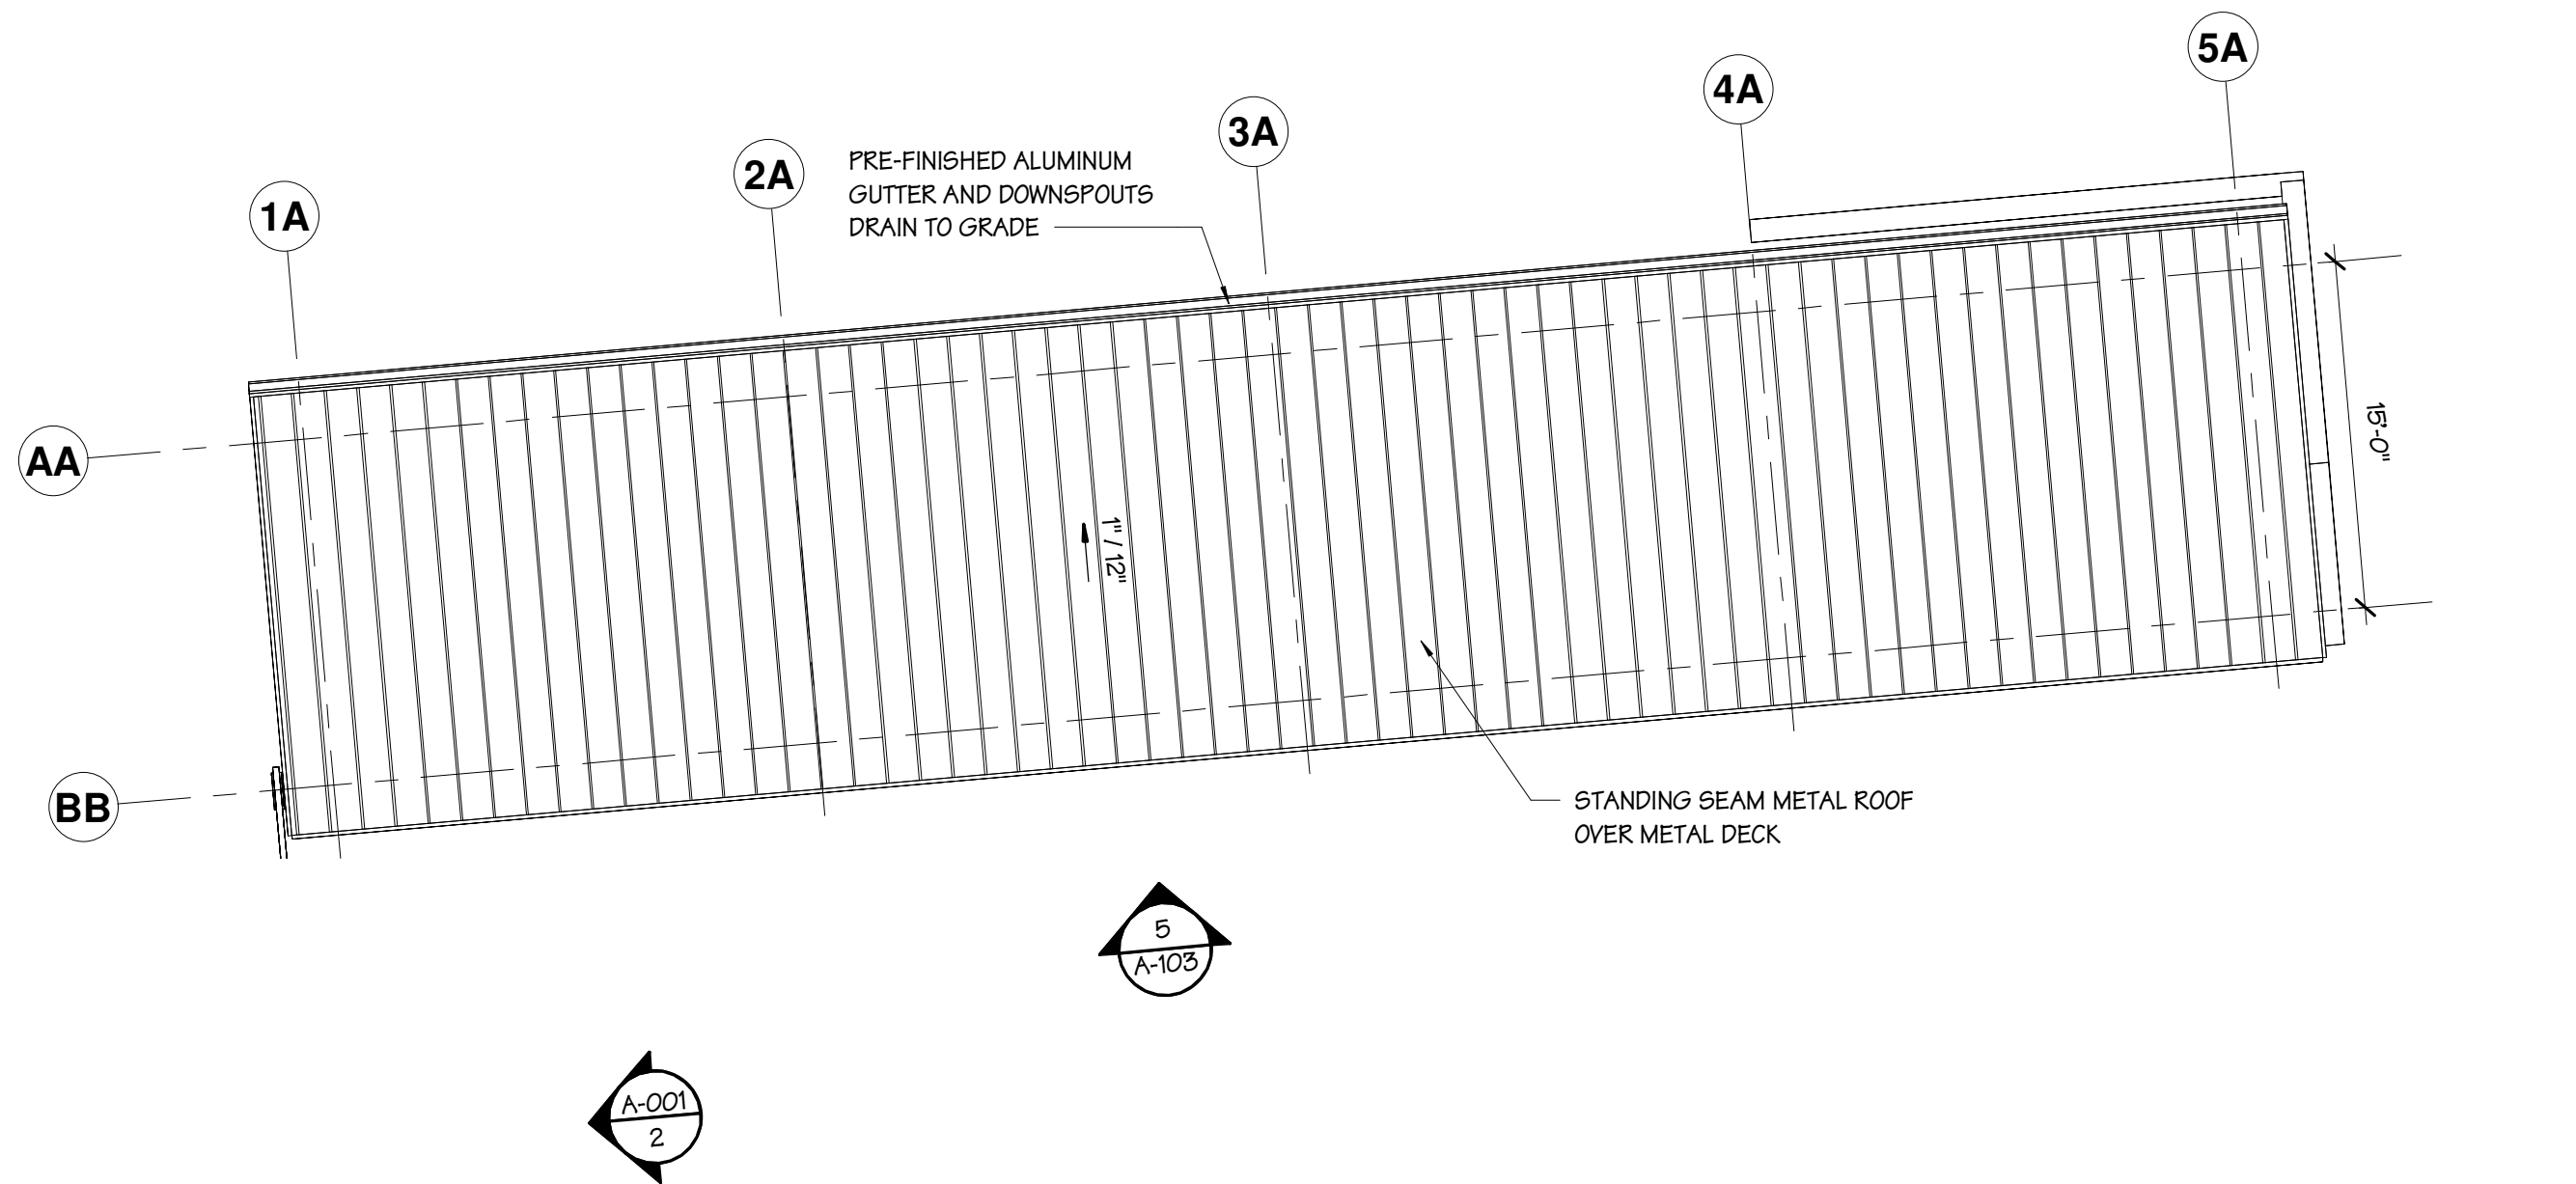 5A
4A
3A
2A
1A
PRE-FINISHED ALUMINUM
GUTTER AND DOWNSPOUTS
DRAIN TO GRADE
AA
15'-0"
1" / 12"
BB
STANDING SEAM METAL ROOF
OVER METAL DECK
5
A-103
A-001
2